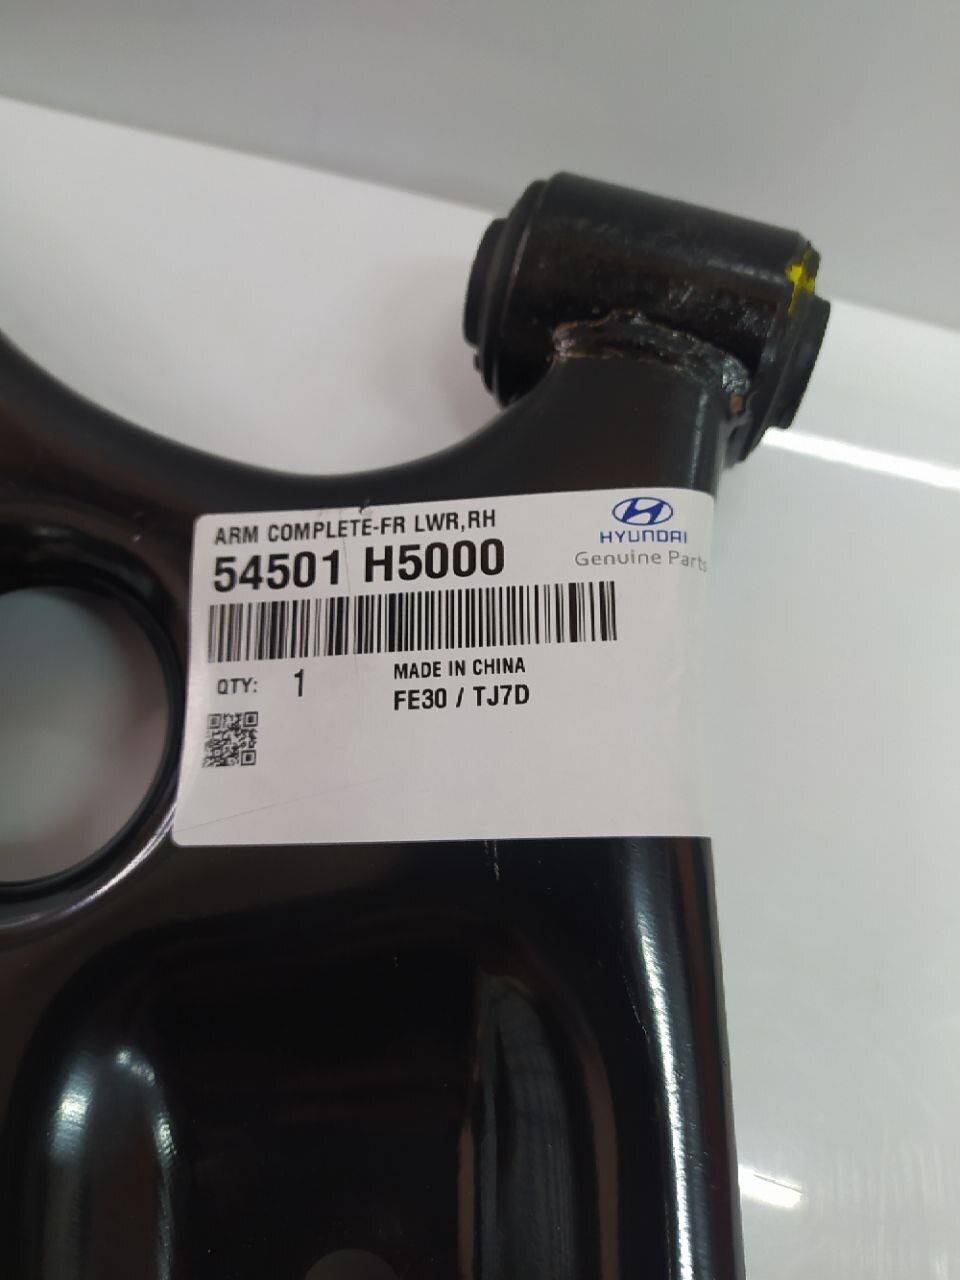 ARM COMPLETE-FR LWR,RH
54501 H5000
HYUNDAI
Genuine Parts
MADE IN CHINA
QTY: 1
FE30 / TJ7D